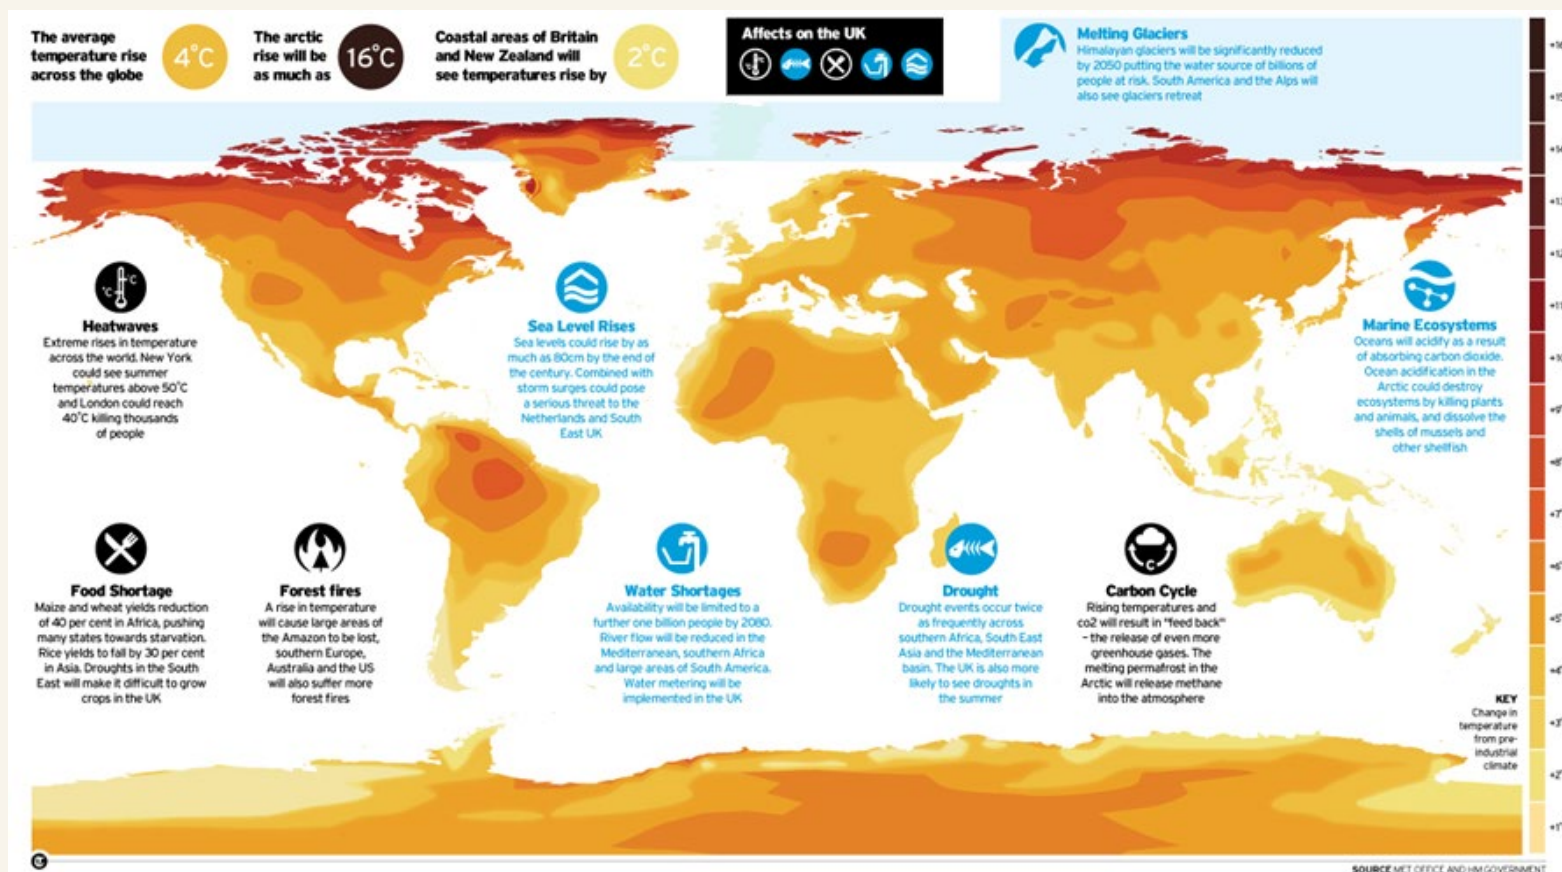 The average
temperature rise
across the globe
4°C
The arctic
rise will be
as much as
16°C
Coastal areas of Britain
and New Zealand will
see temperatures rise by
2°C
Affects on the UK
Melting Glaciers
Himalayan glaciers will be significantly reduced
by 2050 putting the water source of billions of
people at risk. South America and the Alps will
also see glaciers retreat
°C
°C
Heatwaves
Extreme rises in temperature
across the world. New York
could see summer
temperatures above 50°C
and London could reach
40°C killing thousands
of people
Sea Level Rises
Sea levels could rise by as
much as 80cm by the end of
the century. Combined with
storm surges could pose
a serious threat to the
Netherlands and South
East UK
Marine Ecosystems
Oceans will acidify as a result
of absorbing carbon dioxide.
Ocean acidification in the
Arctic could destroy
ecosystems by killing plants
and animals, and dissolve the
shells of mussels and
other shellfish
Food Shortage
Maize and wheat yields reduction
of 40 per cent in Africa, pushing
many states towards starvation.
Rice yields to fall by 30 per cent
in Asia. Droughts in the South
East will make it difficult to grow
crops in the UK
Forest fires
A rise in temperature
will cause large areas of
the Amazon to be lost,
southern Europe,
Australia and the US
will also suffer more
forest fires
Water Shortages
Availability will be limited to a
further one billion people by 2080.
River flow will be reduced in the
Mediterranean, southern Africa
and large areas of South America.
Water metering will be
implemented in the UK
Drought
Drought events occur twice
as frequently across
southern Africa, South East
Asia and the Mediterranean
basin. The UK is also more
likely to see droughts in
the summer
C
Carbon Cycle
Rising temperatures and
co2 will result in "feed back"
- the release of even more
greenhouse gases. The
melting permafrost in the
Arctic will release methane
into the atmosphere
KEY
Change in
temperature
from pre-
industrial
climate
+9°
+8°
+7°
+6°
+5°
+4°
+3°
+2°
+1°
SOURCE MET OFFICE AND HM GOVERNMENT